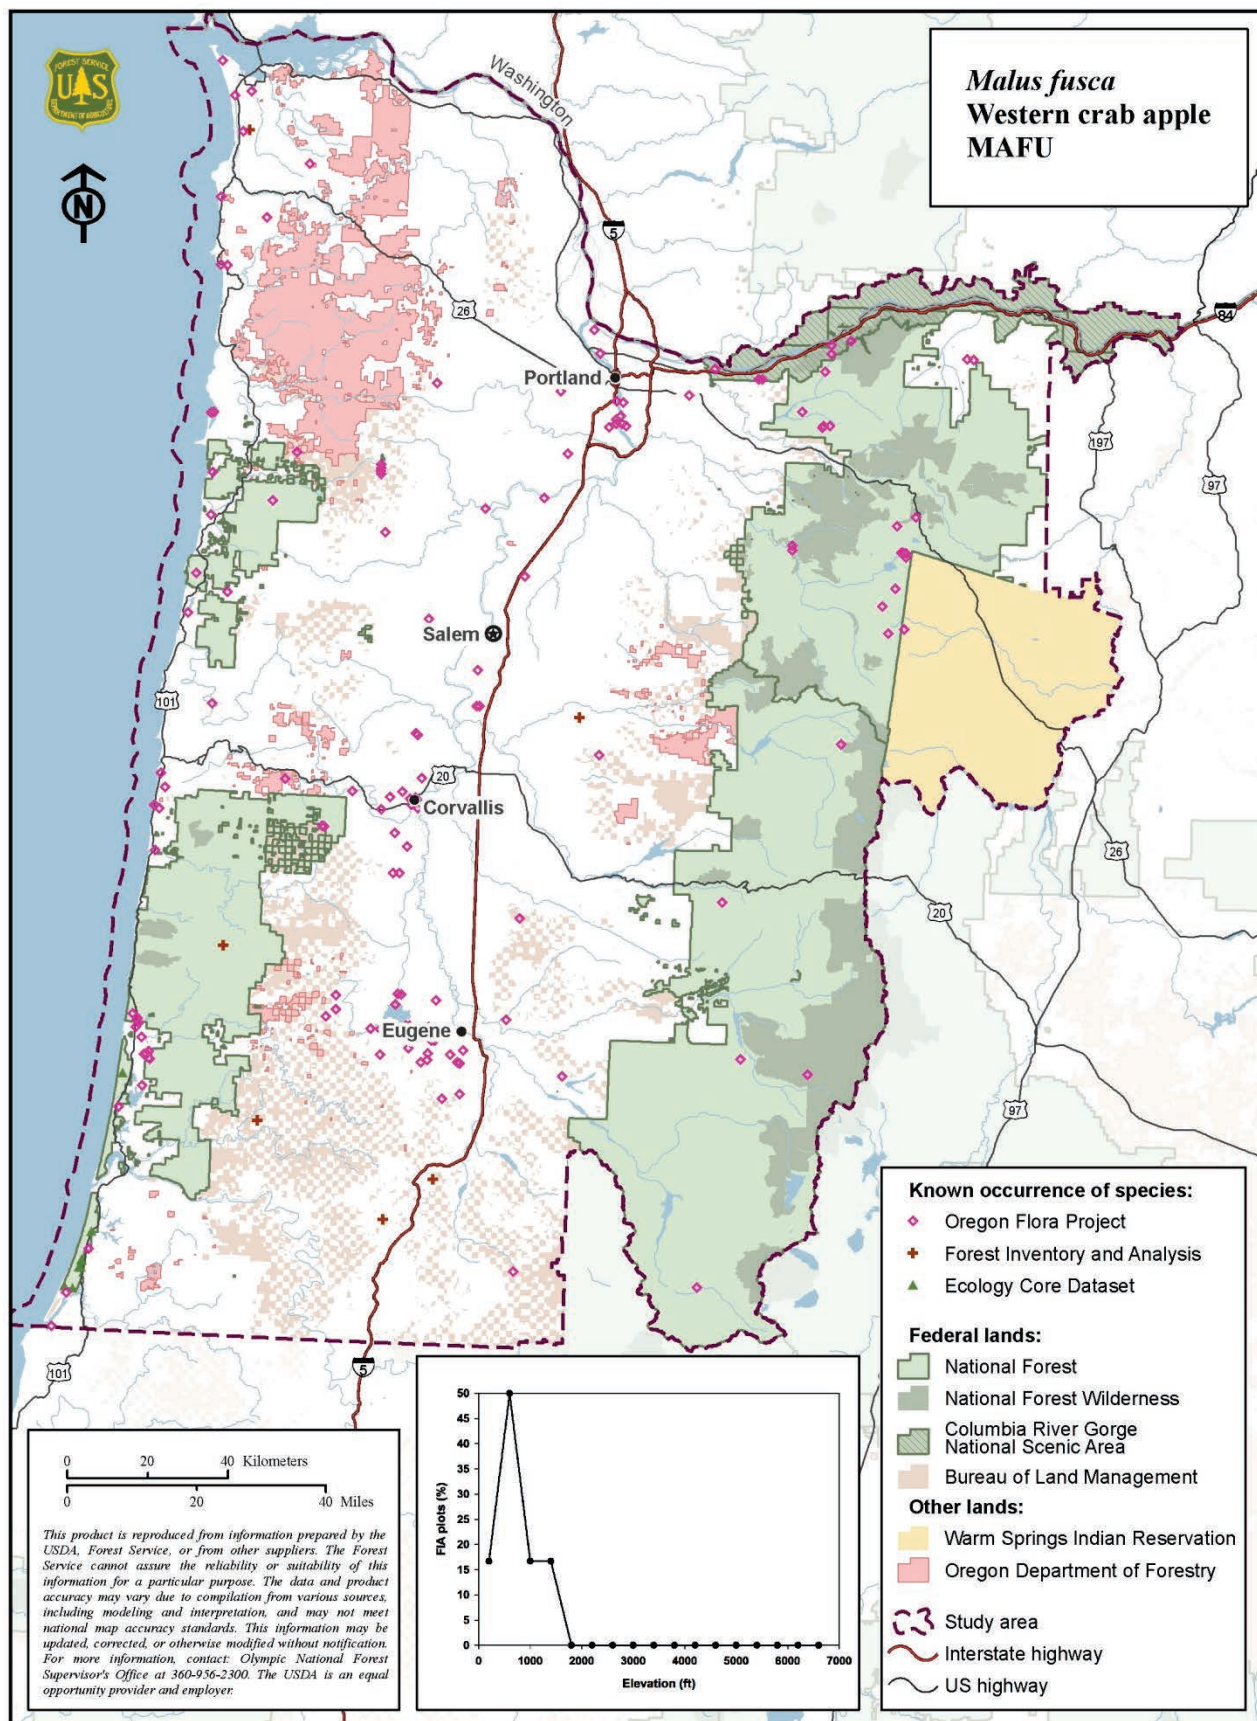 FOREST SERVICE
US
DEPARTMENT OF AGRICULTURE
N
Malus fusca
Western crab apple
MAFU
Washington
5
84
26
Portland
197
97
Salem
101
20
Corvallis
26
20
Eugene
97
101
5
Known occurrence of species:
Oregon Flora Project
Forest Inventory and Analysis
Ecology Core Dataset
Federal lands:
National Forest
National Forest Wilderness
Columbia River Gorge
National Scenic Area
Bureau of Land Management
Other lands:
Warm Springs Indian Reservation
Oregon Department of Forestry
Study area
Interstate highway
US highway
0 20 40 Kilometers
0 20 40 Miles
This product is reproduced from information prepared by the
USDA, Forest Service, or from other suppliers. The Forest
Service cannot assure the reliability or suitability of this
information for a particular purpose. The data and product
accuracy may vary due to compilation from various sources,
including modeling and interpretation, and may not meet
national map accuracy standards. This information may be
updated, corrected, or otherwise modified without notification.
For more information, contact: Olympic National Forest
Supervisor's Office at 360-956-2300. The USDA is an equal
opportunity provider and employer.
FIA plots (%)
50
45
40
35
30
25
20
15
10
5
0
0 1000 2000 3000 4000 5000 6000 7000
Elevation (ft)